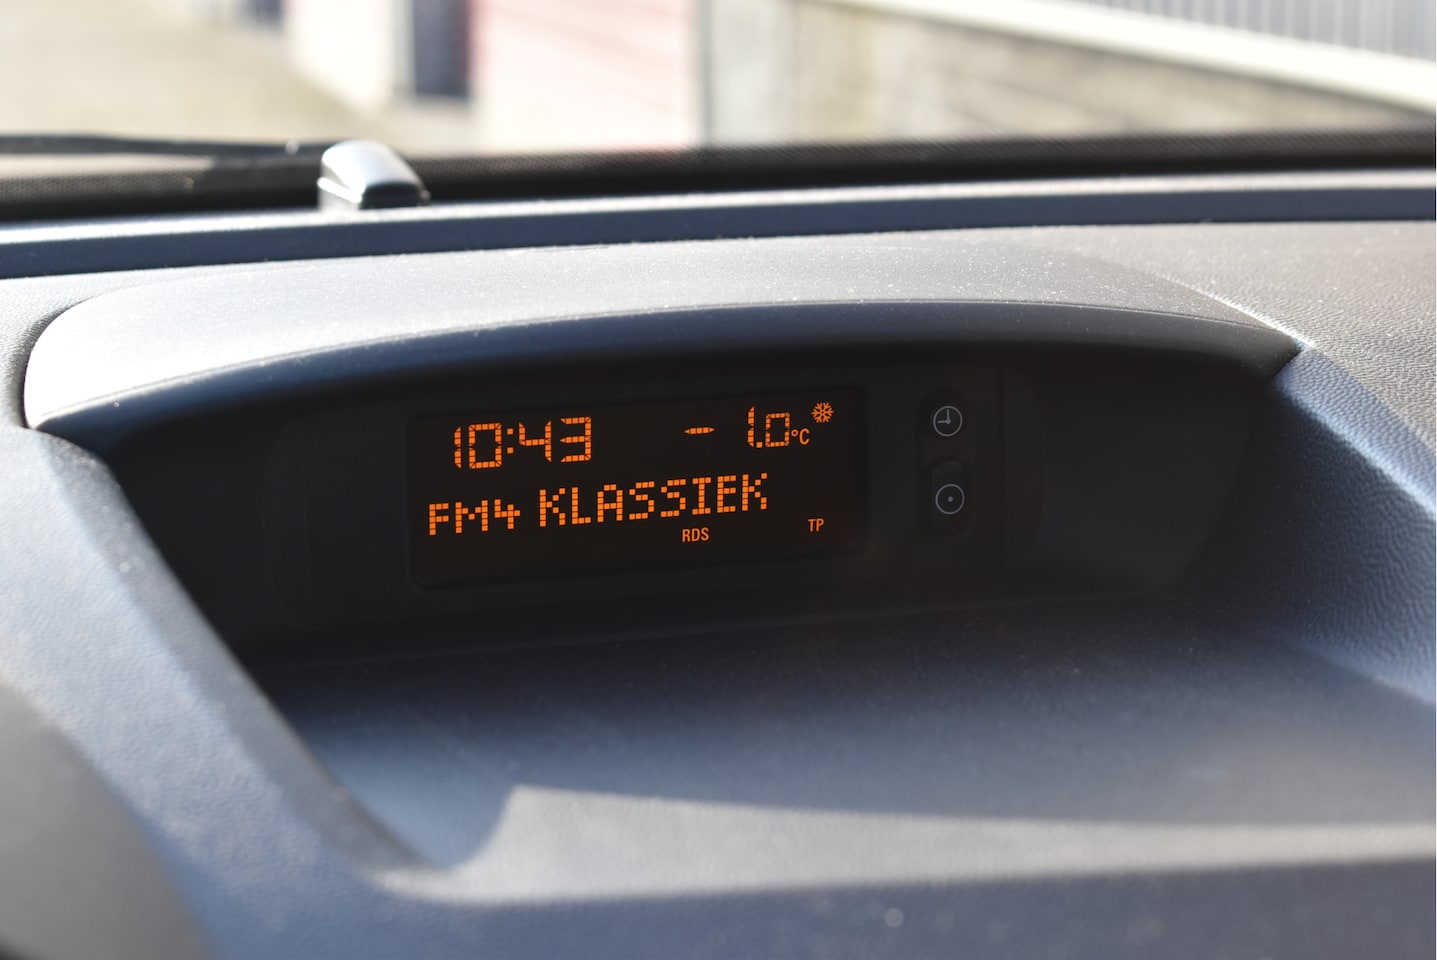 10:43 - 1.0°C
FM4 KLASSIEK
RDS TP